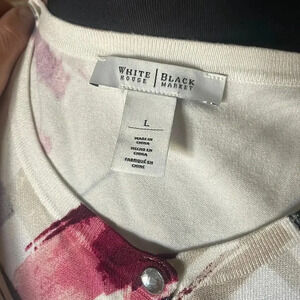 WHITE | BLACK
HOUSE | MARKET
L
MADE IN
CHINA
HECHO EN
CHINA
FABRIQUÉ EN
CHINE